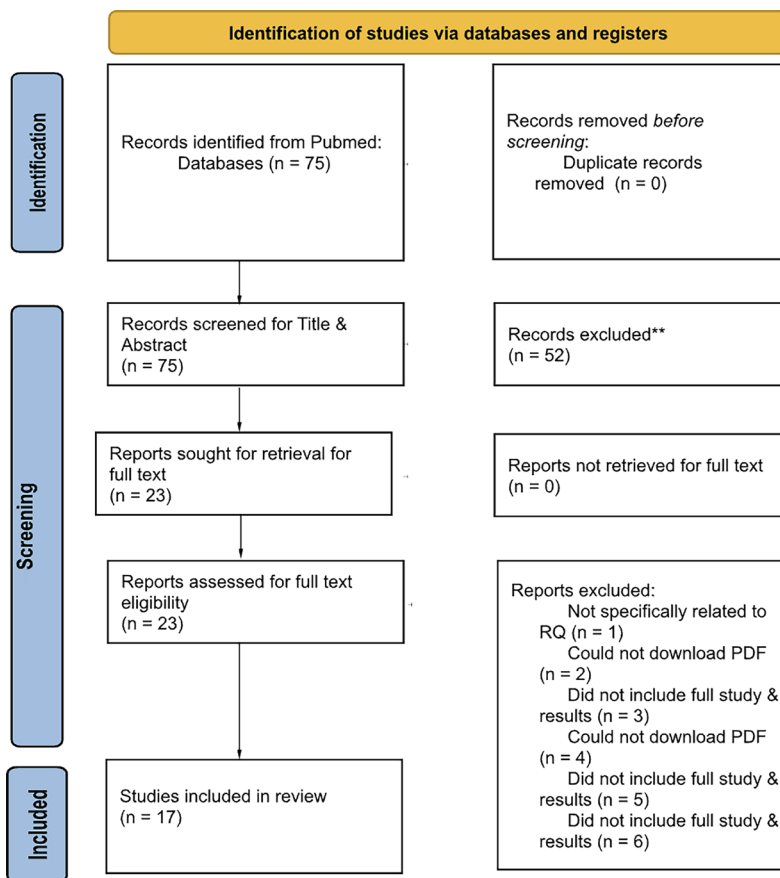 Identification of studies via databases and registers
Identification
Records identified from Pubmed:
Databases (n = 75)
Records removed before
screening:
Duplicate records
removed (n = 0)
Screening
Records screened for Title &
Abstract
(n = 75)
Records excluded**
(n = 52)
Reports sought for retrieval for
full text
(n = 23)
Reports not retrieved for full text
(n = 0)
Reports assessed for full text
eligibility
(n = 23)
Reports excluded:
Not specifically related to
RQ (n = 1)
Could not download PDF
(n = 2)
Did not include full study &
results (n = 3)
Could not download PDF
(n = 4)
Did not include full study &
results (n = 5)
Did not include full study &
results (n = 6)
Included
Studies included in review
(n = 17)